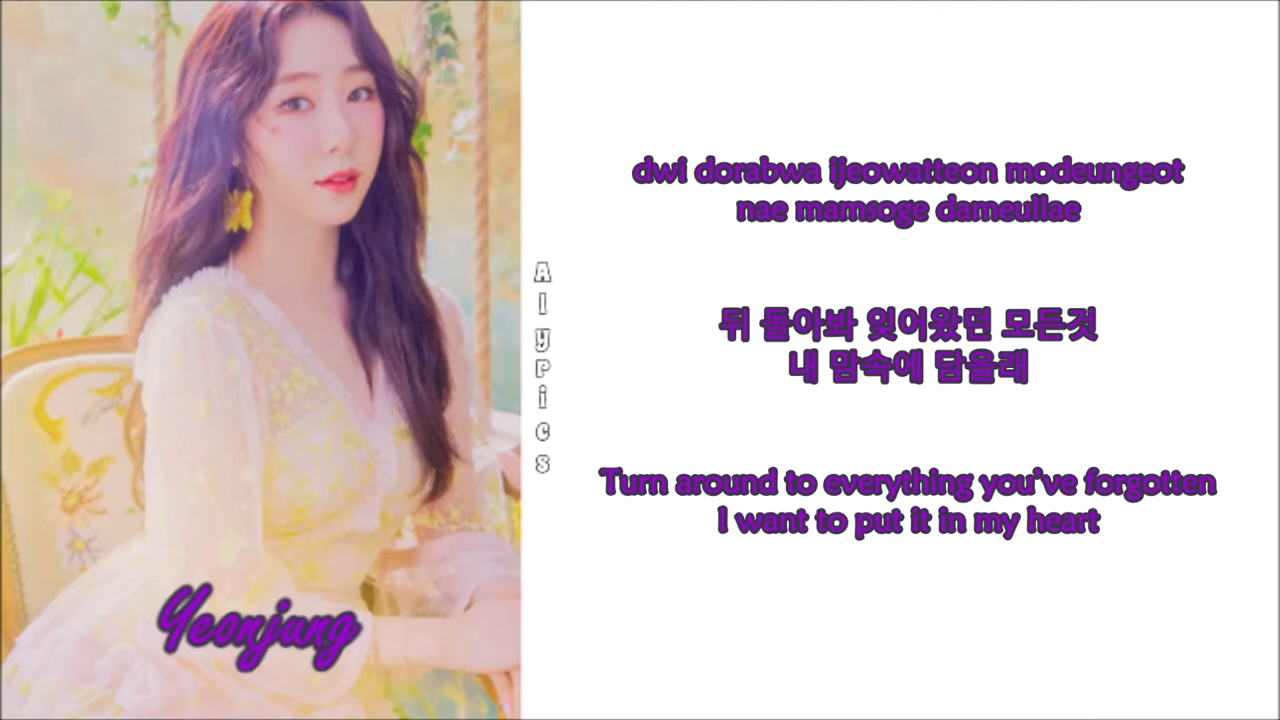 Yeonjung
Alypics
dwi dorabwa ijeowatteon modeungeot
nae mamsoge dameullae
뒤 돌아봐 잊어왔던 모든것
내 맘속에 담을래
Turn around to everything you've forgotten
I want to put it in my heart